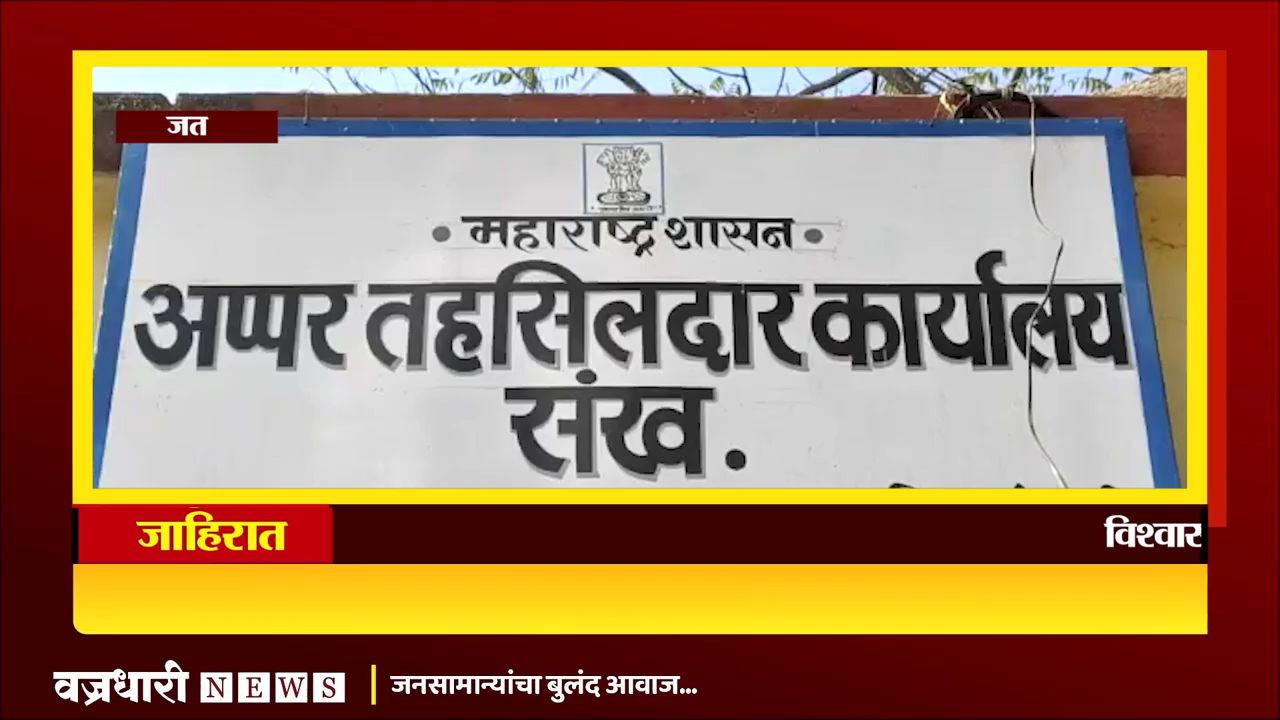 जत
महाराष्ट्र शासन
अप्पर तहसिलदार कार्यालय
संख.
जाहिरात
वज्रधारी NEWS
जनसामान्यांचा बुलंद आवाज...